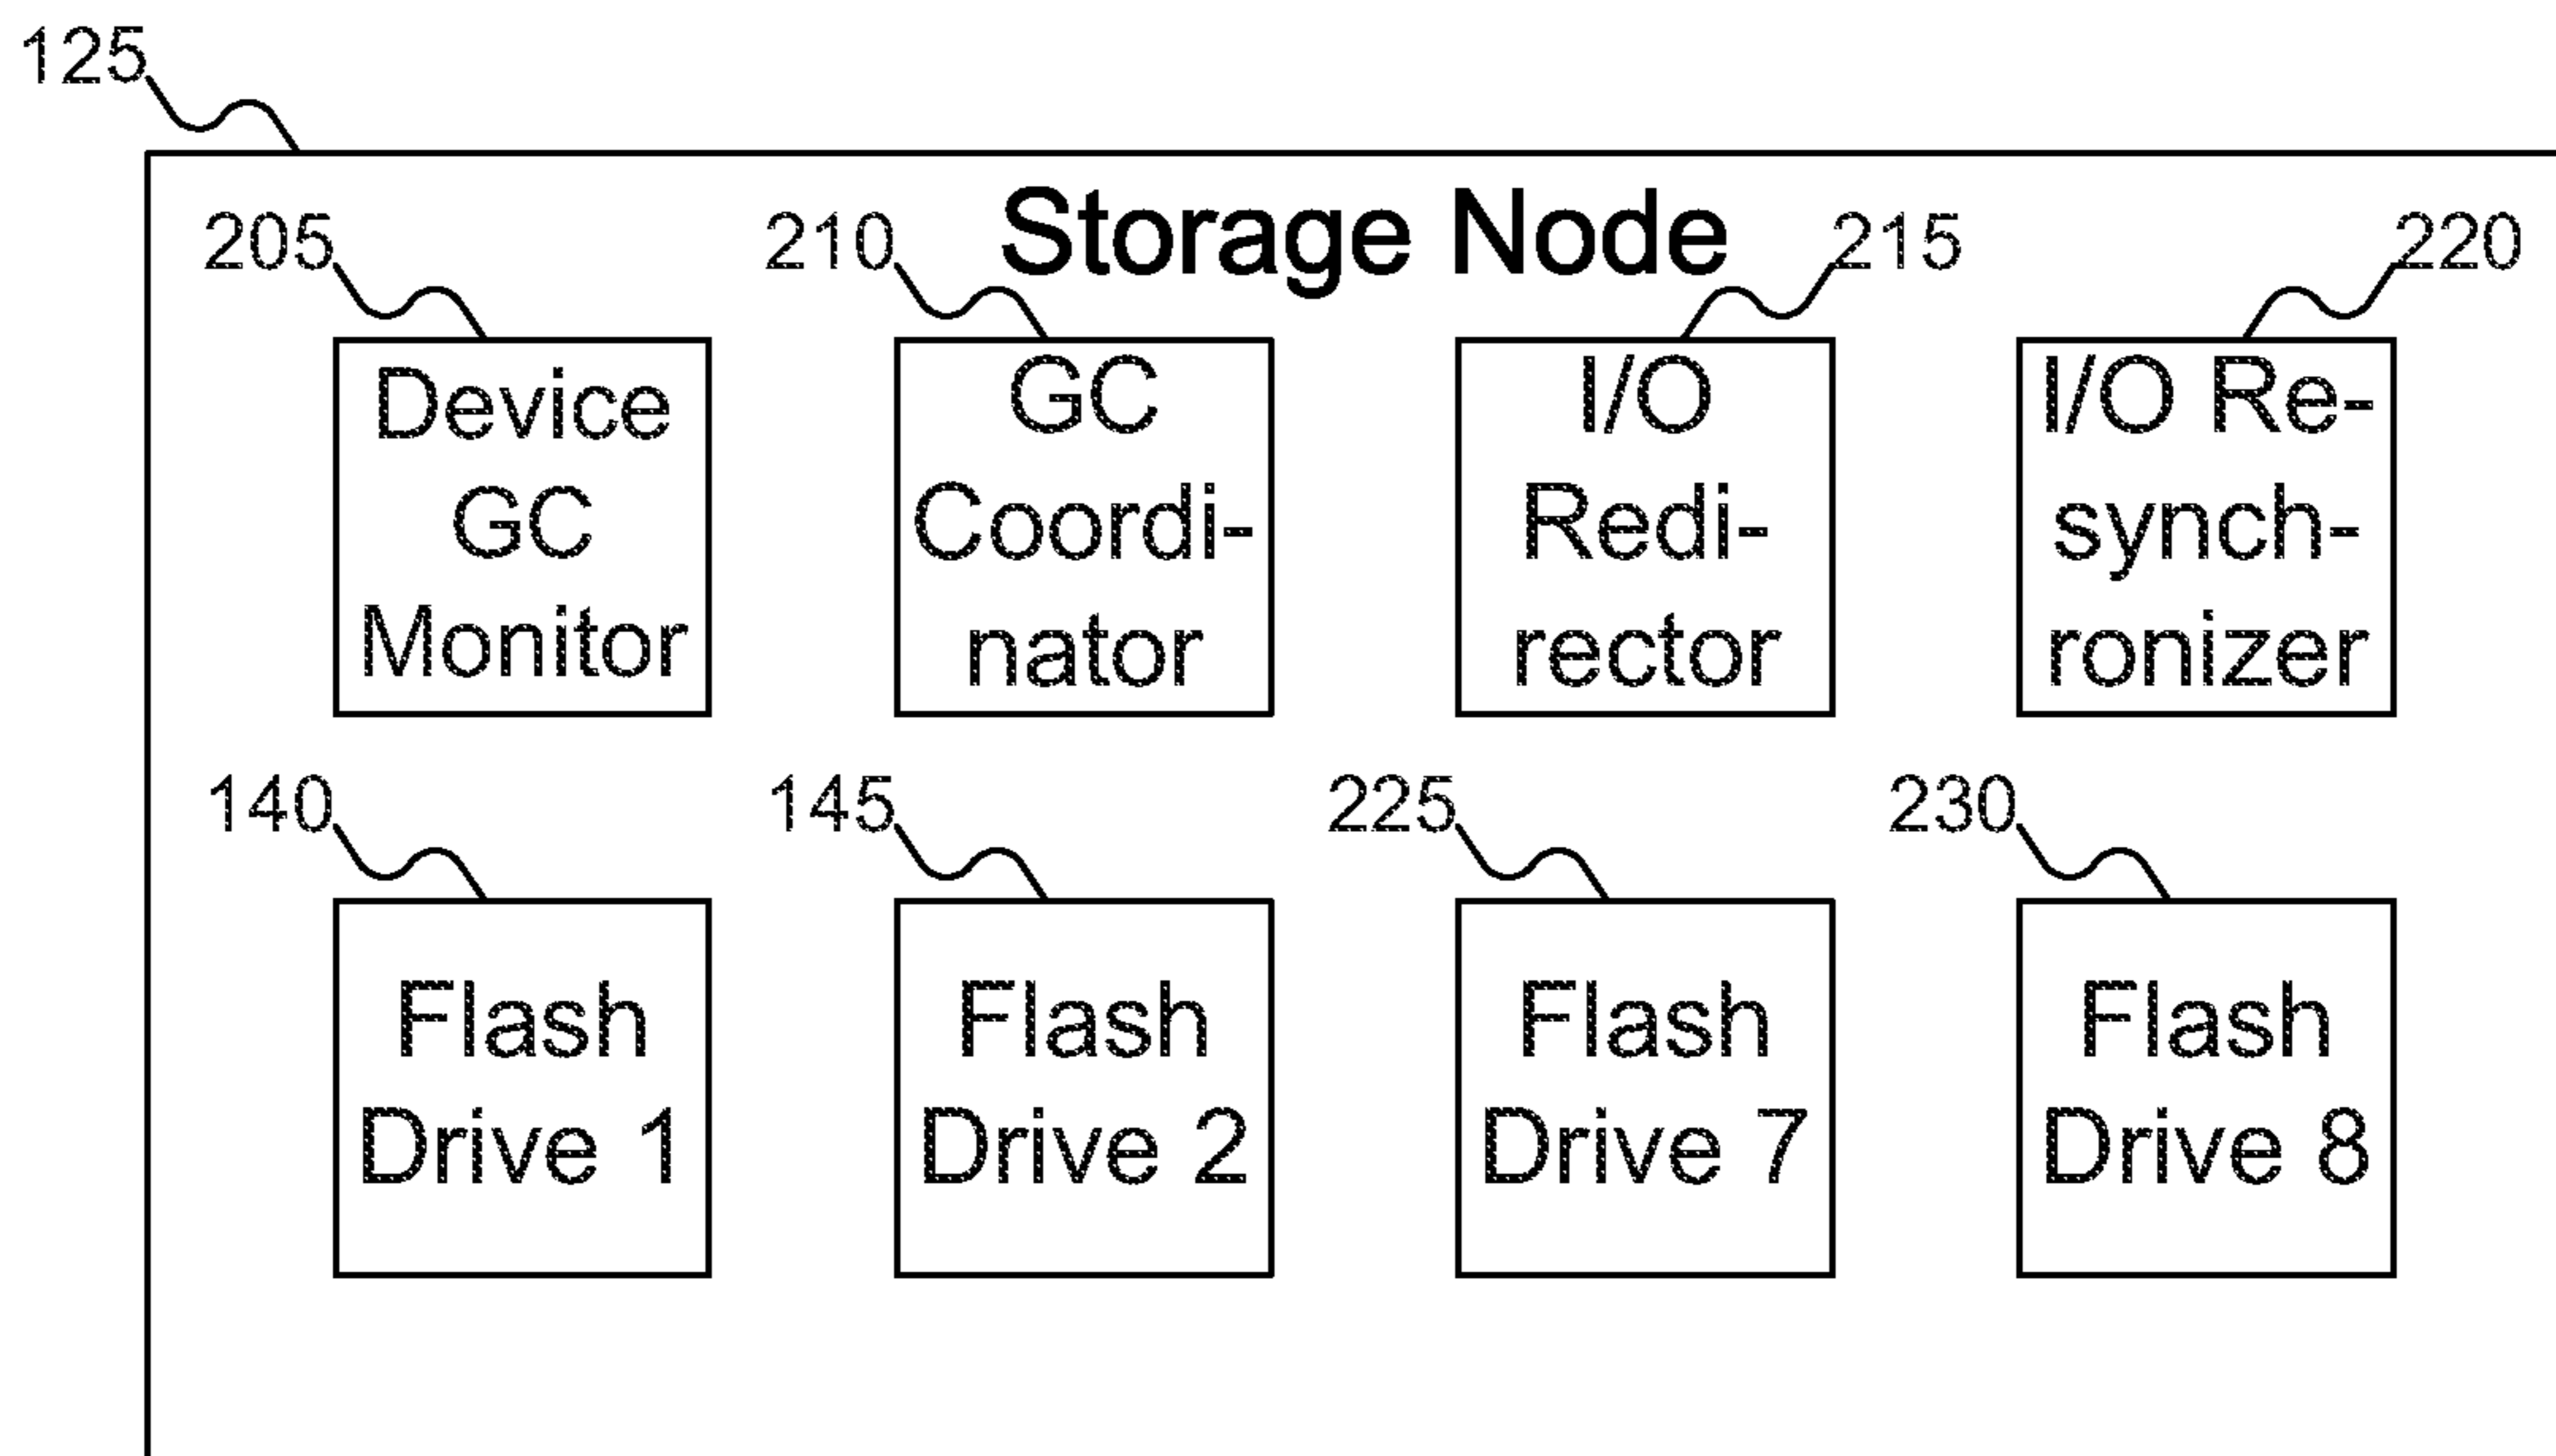 125
Storage Node
205
210
215
220
Device
GC
Monitor
GC
Coordi-
nator
I/O
Redi-
rector
I/O Re-
synch-
ronizer
140
145
225
230
Flash
Drive 1
Flash
Drive 2
Flash
Drive 7
Flash
Drive 8